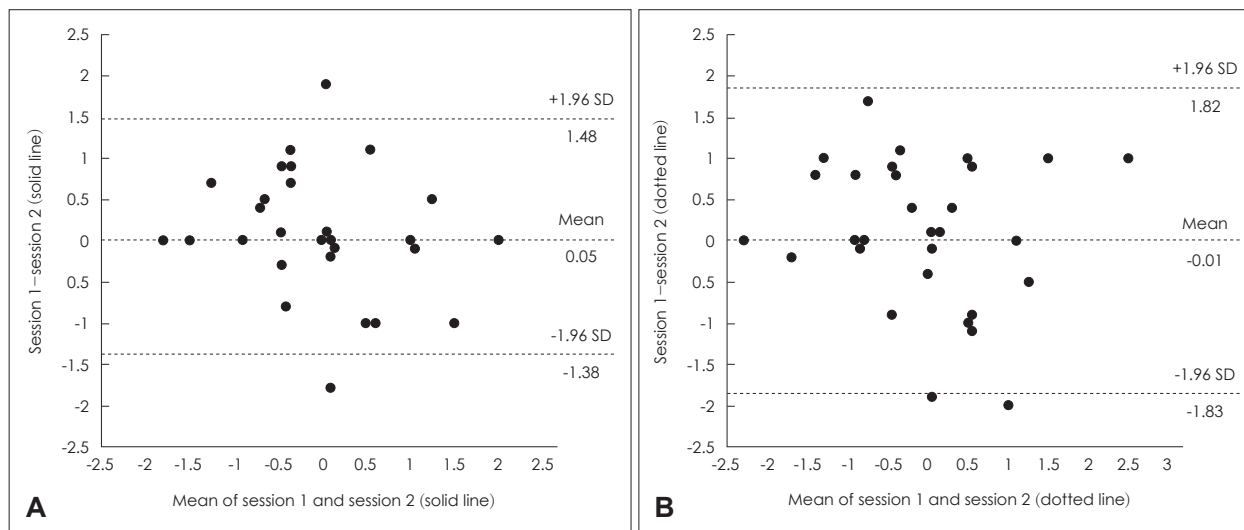 2.5
2
1.5
1
0.5
0
-0.5
-1
-1.5
-2
-2.5
Session 1–session 2 (solid line)
+1.96 SD
1.48
Mean
0.05
-1.96 SD
-1.38
-2.5 -2 -1.5 -1 -0.5 0 0.5 1 1.5 2 2.5
Mean of session 1 and session 2 (solid line)
A
2.5
2
1.5
1
0.5
0
-0.5
-1
-1.5
-2
-2.5
Session 1–session 2 (dotted line)
+1.96 SD
1.82
Mean
-0.01
-1.96 SD
-1.83
-2.5 -2 -1.5 -1 -0.5 0 0.5 1 1.5 2 2.5 3
Mean of session 1 and session 2 (dotted line)
B